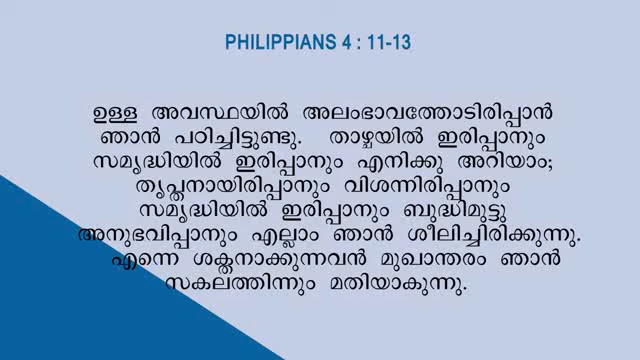 PHILIPPIANS 4 : 11-13
ഉള്ള അവസ്ഥയിൽ അലംഭാവത്തോടിരിപ്പാൻ
ഞാൻ പഠിച്ചിട്ടുണ്ടു. താഴ്ചയിൽ ഇരിപ്പാനും
സമൃദ്ധിയിൽ ഇരിപ്പാനും എനിക്കു അറിയാം;
തൃപ്തനായിരിപ്പാനും വിശന്നിരിപ്പാനും
സമൃദ്ധിയിൽ ഇരിപ്പാനും ബുദ്ധിമുട്ടു
അനുഭവിപ്പാനും എല്ലാം ഞാൻ ശീലിച്ചിരിക്കുന്നു.
എന്നെ ശക്തനാക്കുന്നവൻ മുഖാന്തരം ഞാൻ
സകലത്തിന്നും മതിയാകുന്നു.